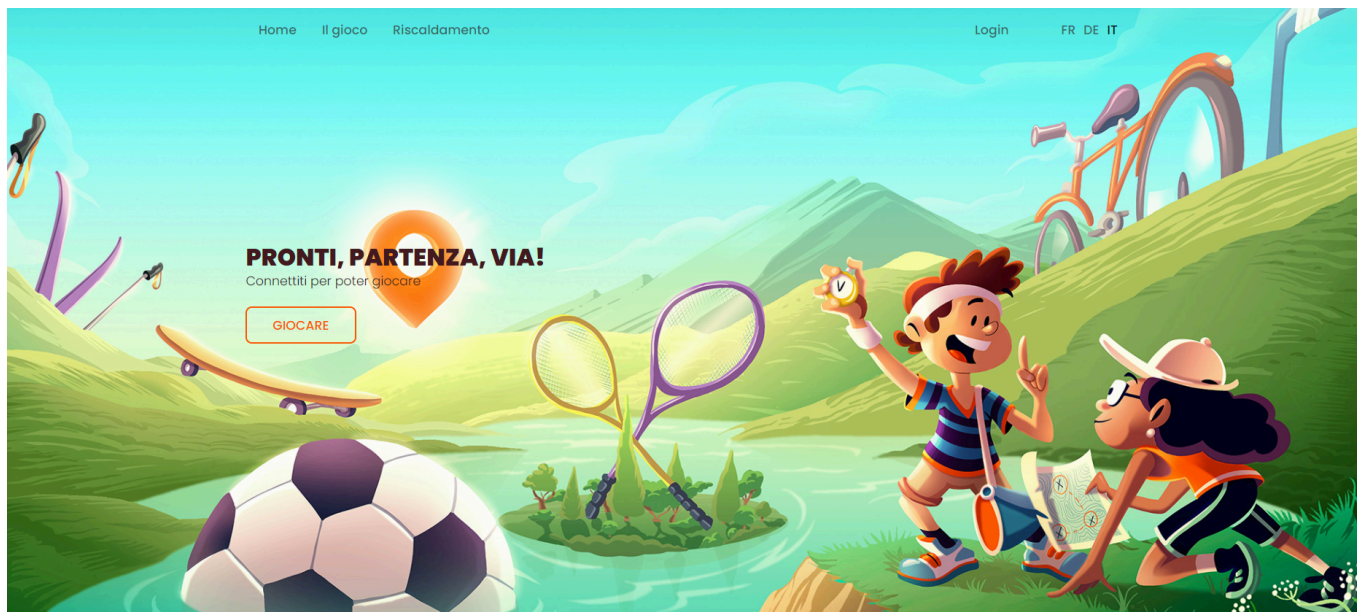 Home Il gioco Riscaldamento Login FR DE IT
PRONTI, PARTENZA, VIA!
Connettiti per poter giocare
GIOCARE